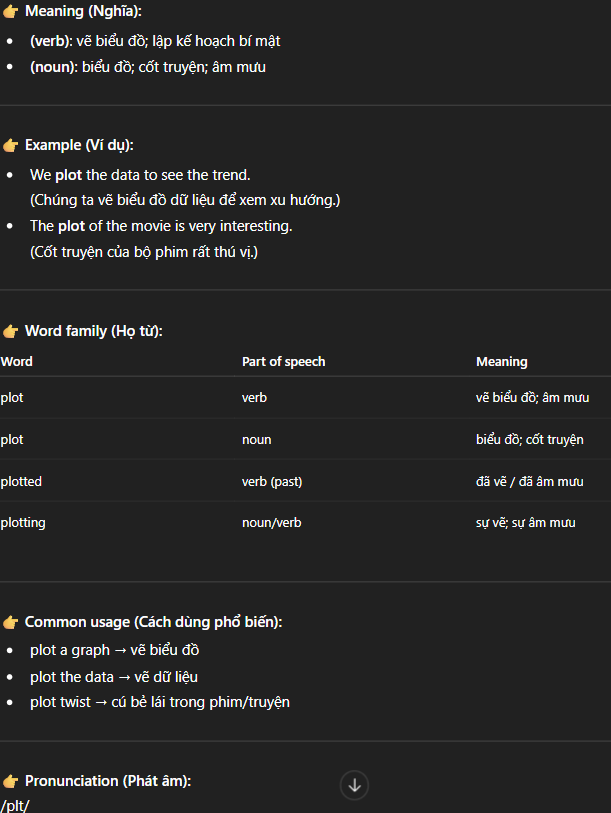 👉 Meaning (Nghĩa):
• (verb): vẽ biểu đồ; lập kế hoạch bí mật
• (noun): biểu đồ; cốt truyện; âm mưu
👉 Example (Ví dụ):
• We plot the data to see the trend.
(Chúng ta vẽ biểu đồ dữ liệu để xem xu hướng.)
• The plot of the movie is very interesting.
(Cốt truyện của bộ phim rất thú vị.)
👉 Word family (Họ từ):
Word Part of speech Meaning
plot verb vẽ biểu đồ; âm mưu
plot noun biểu đồ; cốt truyện
plotted verb (past) đã vẽ / đã âm mưu
plotting noun/verb sự vẽ; sự âm mưu
👉 Common usage (Cách dùng phổ biến):
• plot a graph → vẽ biểu đồ
• plot the data → vẽ dữ liệu
• plot twist → cú bẻ lái trong phim/truyện
👉 Pronunciation (Phát âm):
/plt/